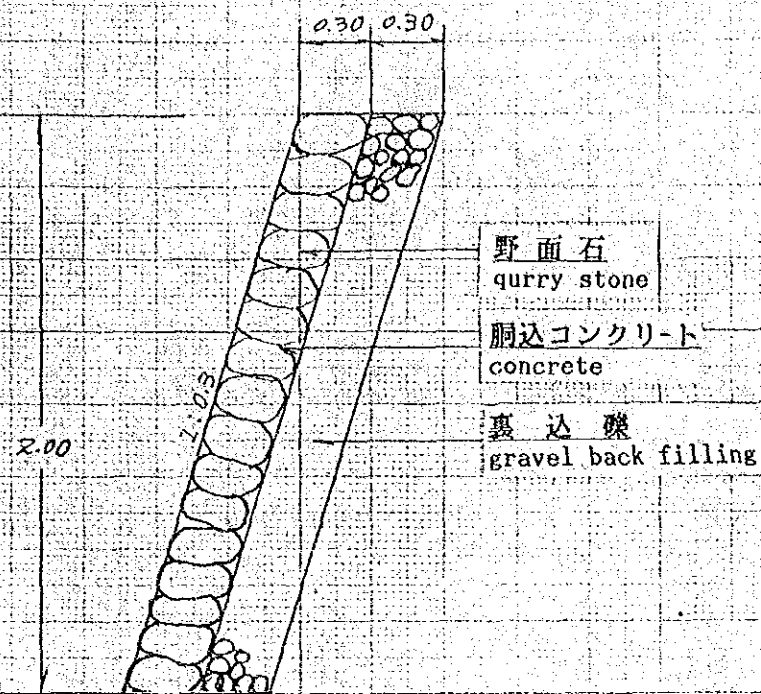 0.30 0.30
野面石
qurry stone
胴込コンクリート
concrete
1:0.3
2.00
裏込礫
gravel back filling